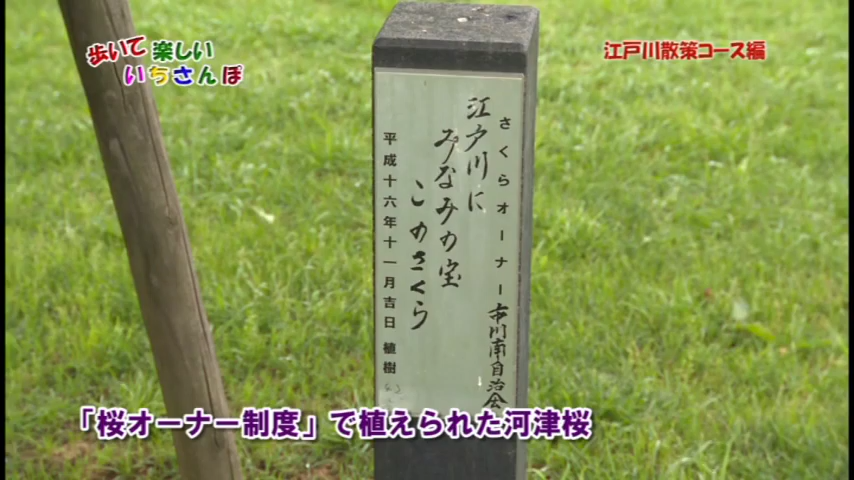 歩いて楽しい
いちさんぽ
江戸川散策コース編
さくらオーナー 市川南自治会
江戸川に
みなみの宝
このさくら
平成十六年十一月吉日 植樹
「桜オーナー制度」で植えられた河津桜